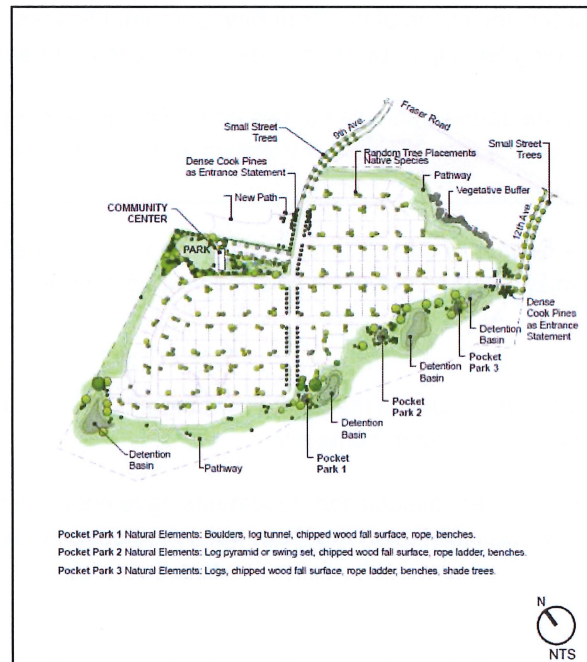 Fraser Road
9th Ave.
Small Street
Trees
Small Street
Trees
Random Tree Placements
Native Species
Dense Cook Pines
as Entrance Statement
Pathway
Vegetative Buffer
New Path
COMMUNITY
CENTER
PARK
12th Ave.
Dense
Cook Pines
as Entrance
Statement
Detention
Basin
Pocket
Park 3
Detention
Basin
Pocket
Park 2
Detention
Basin
Pocket
Park 1
Detention
Basin
Pathway
Pocket Park 1 Natural Elements: Boulders, log tunnel, chipped wood fall surface, rope, benches.
Pocket Park 2 Natural Elements: Log pyramid or swing set, chipped wood fall surface, rope ladder, benches.
Pocket Park 3 Natural Elements: Logs, chipped wood fall surface, rope ladder, benches, shade trees.
N
NTS